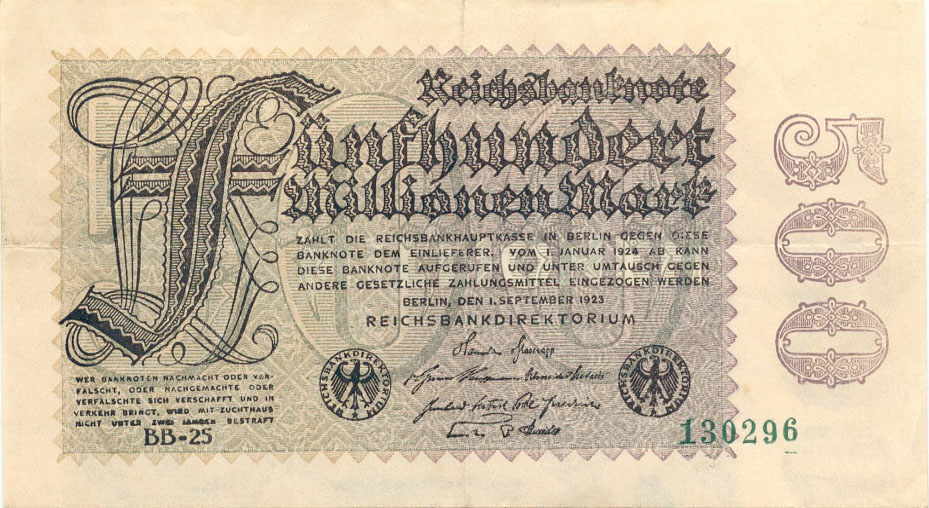 Reichsbanknote
Fünfhundert
Millionen Mark
ZAHLT DIE REICHSBANKHAUPTKASSE IN BERLIN GEGEN DIESE
BANKNOTE DEM EINLIEFERER. VOM 1. JANUAR 1924 AB KANN
DIESE BANKNOTE AUFGERUFEN UND UNTER UMTAUSCH GEGEN
ANDERE GESETZLICHE ZAHLUNGSMITTEL EINGEZOGEN WERDEN
BERLIN, DEN 1. SEPTEMBER 1923
REICHSBANKDIREKTORIUM
REICHSBANKDIREKTORIUM
REICHSBANKDIREKTORIUM
WER BANKNOTEN NACHMACHT ODER VER-
FÄLSCHT, ODER NACHGEMACHTE ODER
VERFÄLSCHTE SICH VERSCHAFFT UND IN
VERKEHR BRINGT, WIRD MIT ZUCHTHAUS
NICHT UNTER ZWEI JAHREN BESTRAFT
BB-25
130296
500